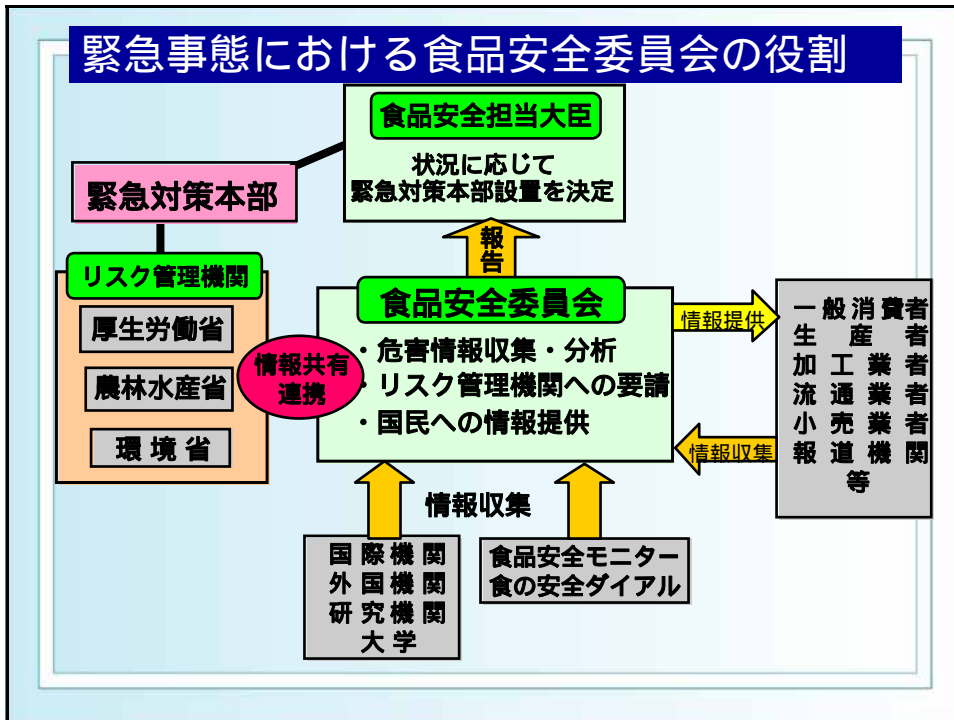 緊急事態における食品安全委員会の役割
食品安全担当大臣
状況に応じて
緊急対策本部設置を決定
緊急対策本部
報告
リスク管理機関
厚生労働省
農林水産省
環境省
情報共有
連携
食品安全委員会
・危害情報収集・分析
・リスク管理機関への要請
・国民への情報提供
情報提供
情報収集
一般消費者
生産者
加工業者
流通業者
小売業者
報道機関
等
情報収集
国際機関
外国機関
研究機関
大学
食品安全モニター
食の安全ダイアル